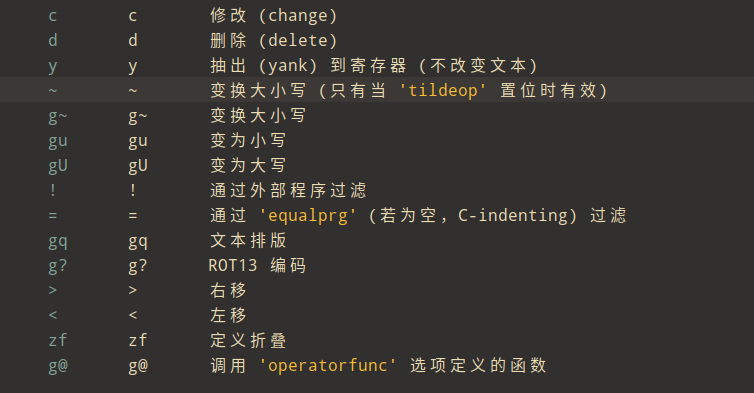 c c 修改 (change)
d d 删除 (delete)
y y 抽出 (yank) 到寄存器 (不改变文本)
~ ~ 变换大小写 (只有当 'tildeop' 置位时有效)
g~ g~ 变换大小写
gu gu 变为小写
gU gU 变为大写
! ! 通过外部程序过滤
= = 通过 'equalprg' (若为空，C-indenting) 过滤
gq gq 文本排版
g? g? ROT13 编码
> > 右移
< < 左移
zf zf 定义折叠
g@ g@ 调用 'operatorfunc' 选项定义的函数